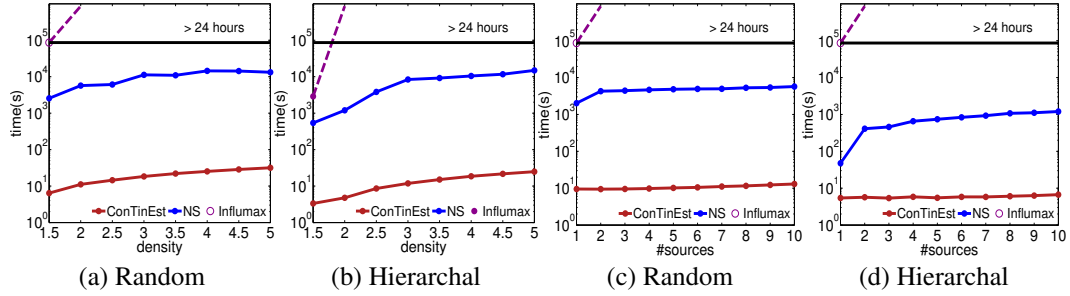 > 24 hours
10^5
10^4
10^3
10^2
10^1
10^0
time(s)
ConTinEst NS Influmax
1.5 2 2.5 3 3.5 4 4.5 5
density
(a) Random
> 24 hours
10^5
10^4
10^3
10^2
10^1
10^0
time(s)
ConTinEst NS Influmax
1.5 2 2.5 3 3.5 4 4.5 5
density
(b) Hierarchal
> 24 hours
10^5
10^4
10^3
10^2
10^1
10^0
time(s)
ConTinEst NS Influmax
1 2 3 4 5 6 7 8 9 10
#sources
(c) Random
> 24 hours
10^5
10^4
10^3
10^2
10^1
10^0
time(s)
ConTinEst NS Influmax
1 2 3 4 5 6 7 8 9 10
#sources
(d) Hierarchal